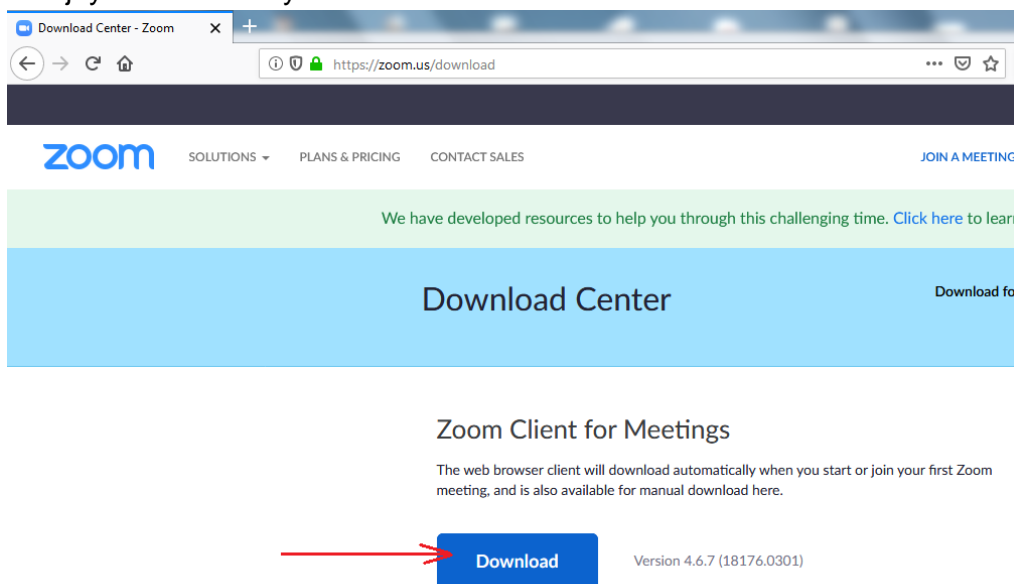 Download Center - Zoom
https://zoom.us/download
zoom SOLUTIONS PLANS & PRICING CONTACT SALES JOIN A MEETING
We have developed resources to help you through this challenging time. Click here to lear
Download Center
Download fo
Zoom Client for Meetings
The web browser client will download automatically when you start or join your first Zoom
meeting, and is also available for manual download here.
Download Version 4.6.7 (18176.0301)